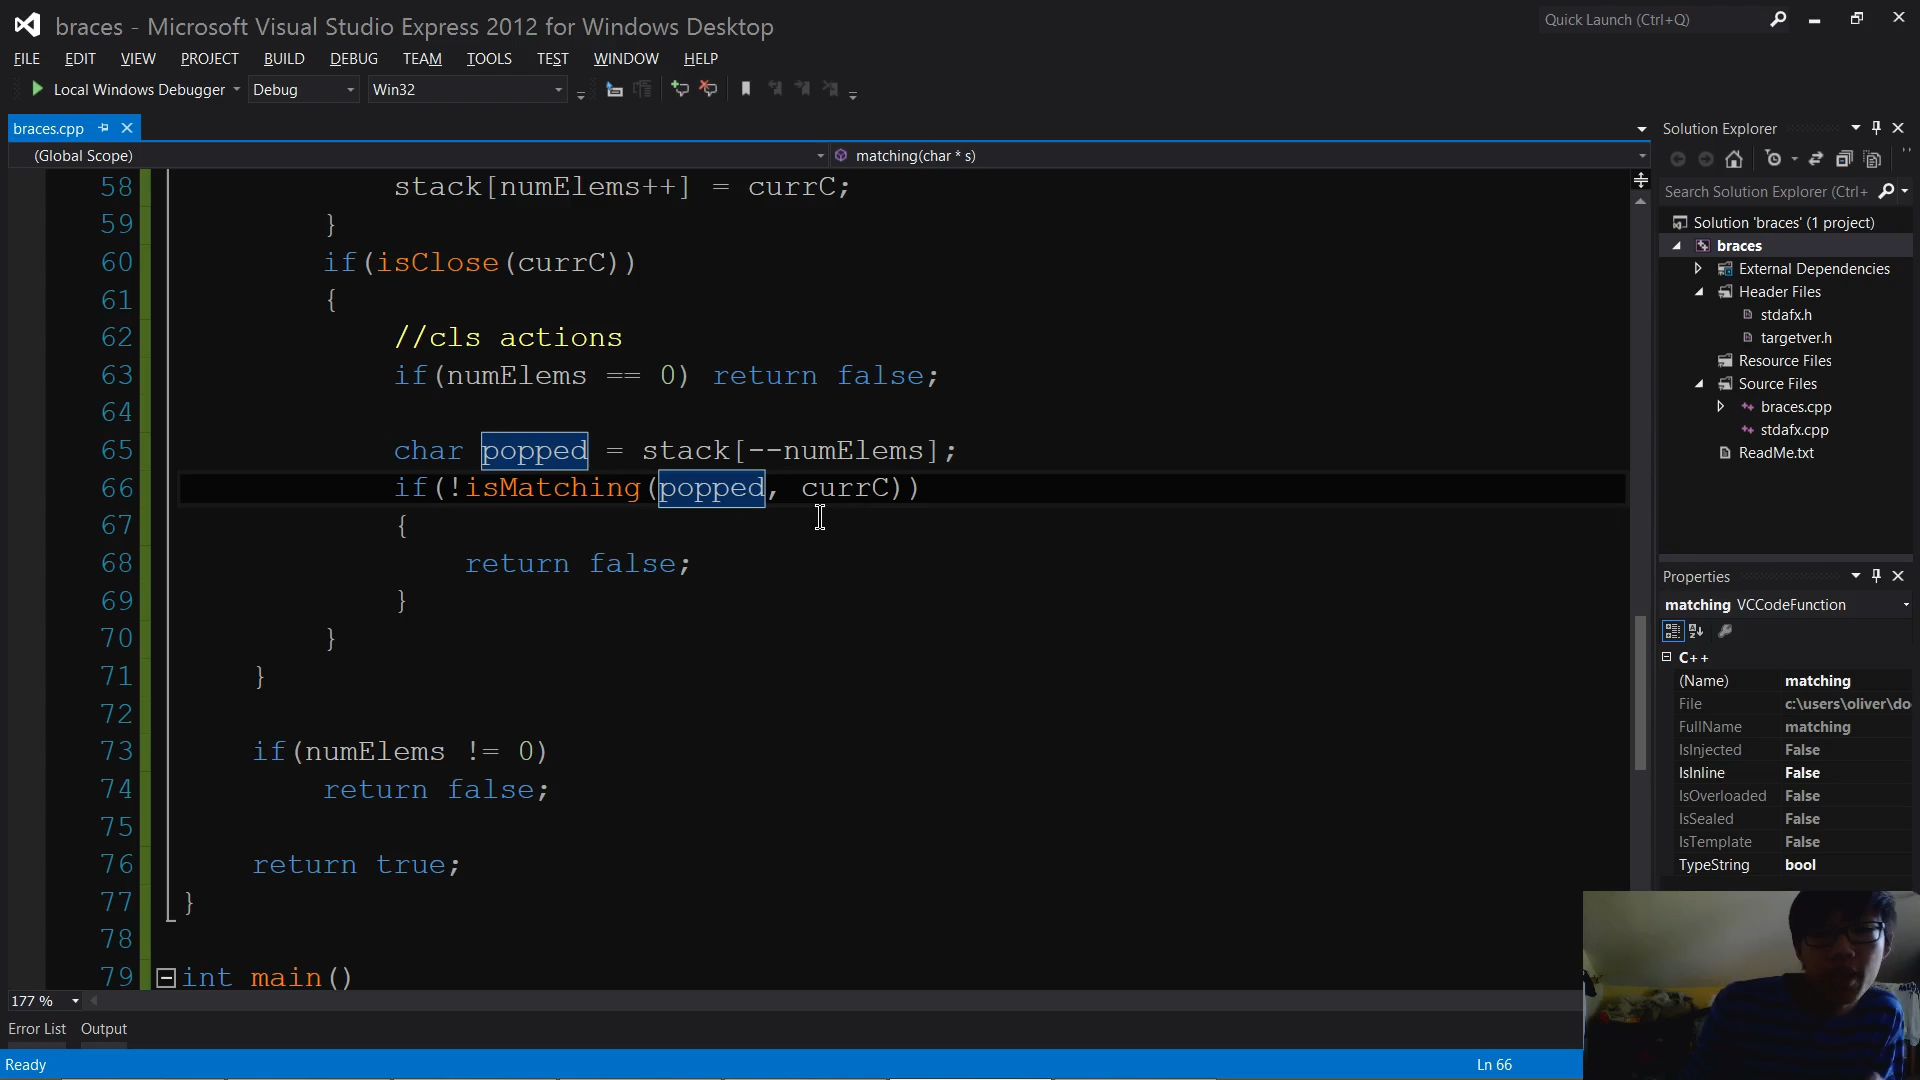 braces - Microsoft Visual Studio Express 2012 for Windows Desktop
Quick Launch (Ctrl+Q)
FILE EDIT VIEW PROJECT BUILD DEBUG TEAM TOOLS TEST WINDOW HELP
Local Windows Debugger Debug Win32
braces.cpp
(Global Scope) matching(char * s)
58 stack[numElems++] = currC;
59 }
60 if(isClose(currC))
61 {
62 //cls actions
63 if(numElems == 0) return false;
64
65 char popped = stack[--numElems];
66 if(!isMatching(popped, currC))
67 {
68 return false;
69 }
70 }
71 }
72
73 if(numElems != 0)
74 return false;
75
76 return true;
77 }
78
79 int main()
177 %
Error List Output
Ready
Ln 66
Solution Explorer
Search Solution Explorer (Ctrl+
Solution 'braces' (1 project)
braces
External Dependencies
Header Files
stdafx.h
targetver.h
Resource Files
Source Files
braces.cpp
stdafx.cpp
ReadMe.txt
Properties
matching VCCodeFunction
C++
(Name) matching
File c:\users\oliver\do
FullName matching
IsInjected False
IsInline False
IsOverloaded False
IsSealed False
IsTemplate False
TypeString bool